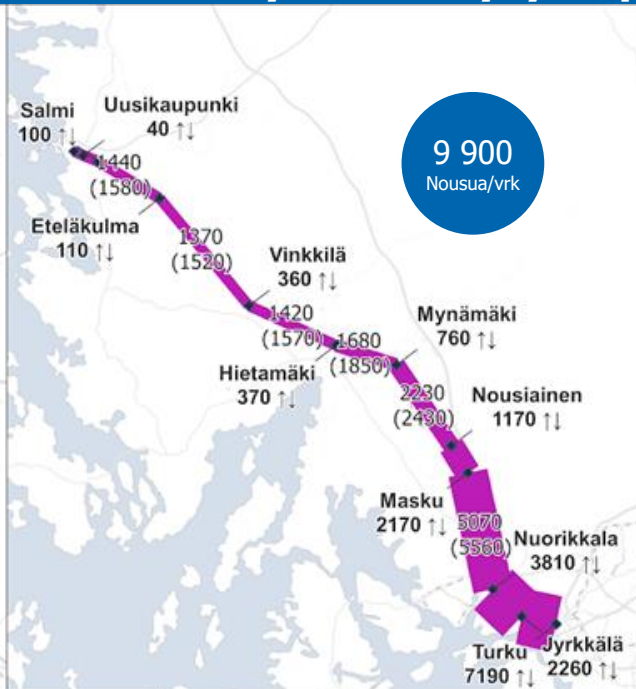 Salmi
100 ↑↓
Uusikaupunki
40 ↑↓
1440
(1580)
9 900
Nousua/vrk
Eteläkulma
110 ↑↓
1370
(1520)
Vinkkilä
360 ↑↓
1420
(1570)
1680
(1850)
Mynämäki
760 ↑↓
Hietamäki
370 ↑↓
2230
(2430)
Nousiainen
1170 ↑↓
Masku
2170 ↑↓
5070
(5560)
Nuorikkala
3810 ↑↓
Turku
7190 ↑↓
Jyrkkälä
2260 ↑↓